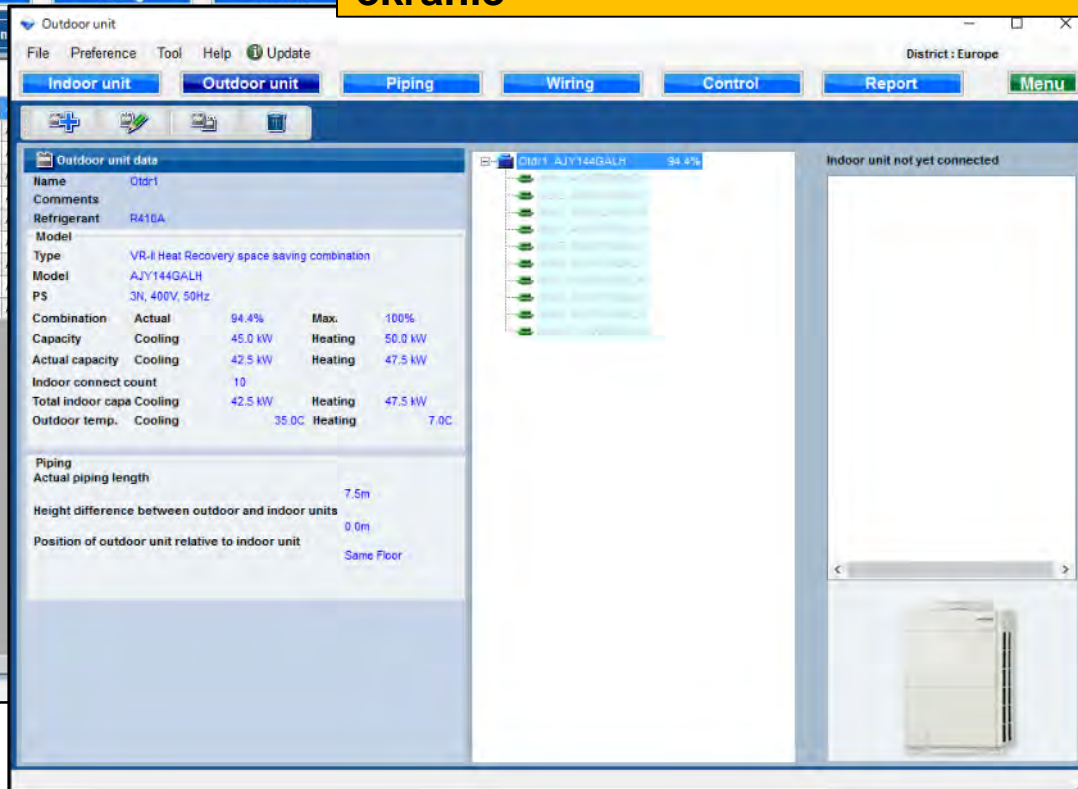 ekranie
Outdoor unit
File Preference Tool Help Update
District : Europe
Indoor unit Outdoor unit Piping Wiring Control Report Menu
Outdoor unit data
Name Otdr1
Comments
Refrigerant R410A
Model
Type VR-II Heat Recovery space saving combination
Model AJY144GALH
PS 3N, 400V, 50Hz
Combination Actual 94.4% Max. 100%
Capacity Cooling 45.0 kW Heating 50.0 kW
Actual capacity Cooling 42.5 kW Heating 47.5 kW
Indoor connect count 10
Total indoor capa Cooling 42.5 kW Heating 47.5 kW
Outdoor temp. Cooling 35.0C Heating 7.0C
Piping
Actual piping length
7.5m
Height difference between outdoor and indoor units
0.0m
Position of outdoor unit relative to indoor unit
Same Floor
Otdr1 AJY144GALH 94.4%
Indoor unit not yet connected